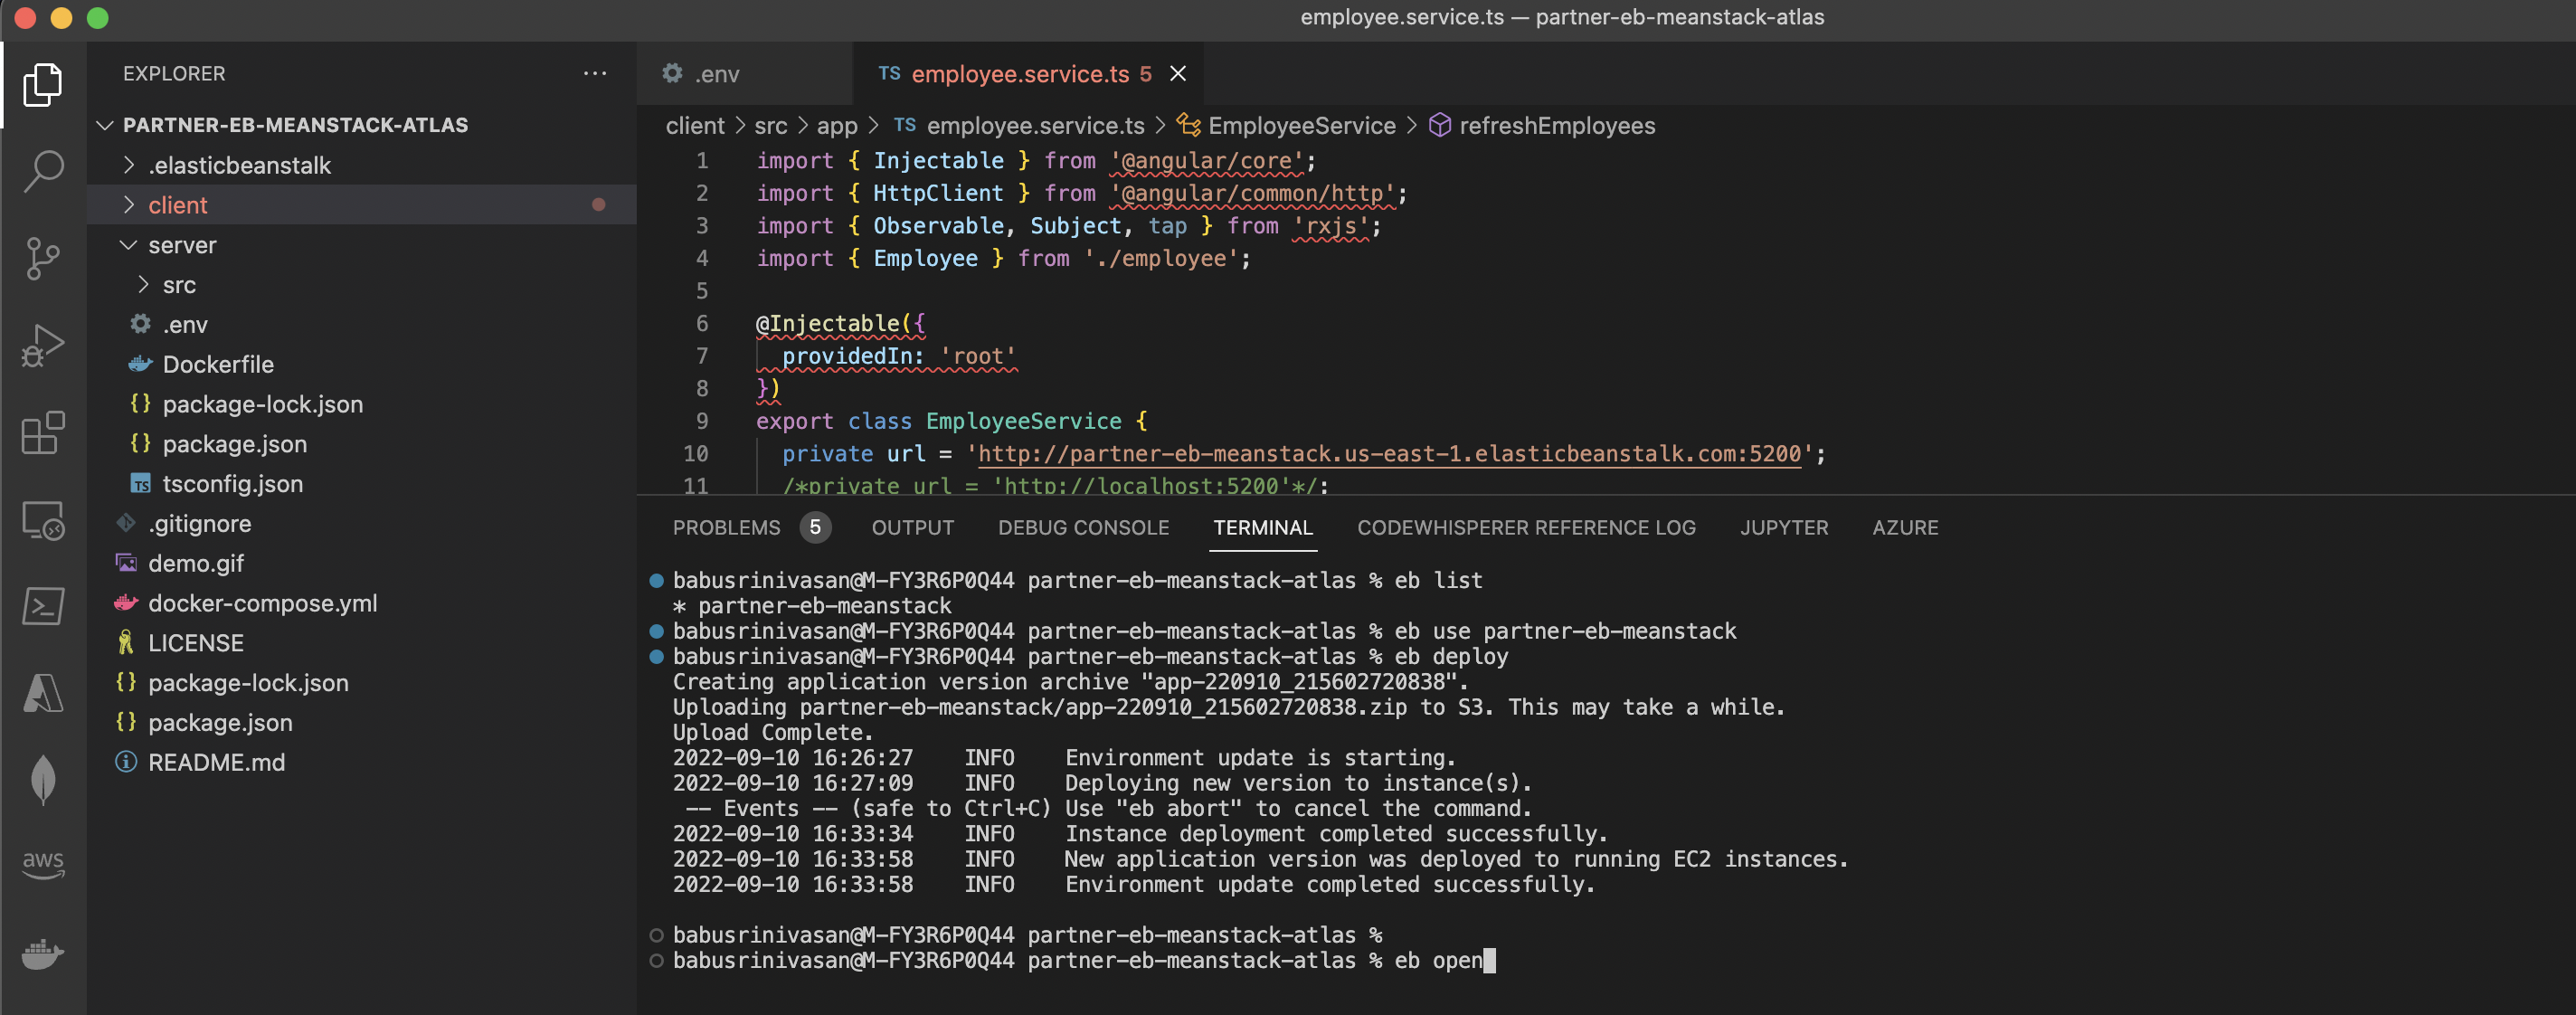 employee.service.ts — partner-eb-meanstack-atlas
EXPLORER
PARTNER-EB-MEANSTACK-ATLAS
.elasticbeanstalk
client
server
src
.env
Dockerfile
package-lock.json
package.json
tsconfig.json
.gitignore
demo.gif
docker-compose.yml
LICENSE
package-lock.json
package.json
README.md
aws
.env
TS employee.service.ts 5
client > src > app > TS employee.service.ts > EmployeeService > refreshEmployees
1 import { Injectable } from '@angular/core';
2 import { HttpClient } from '@angular/common/http';
3 import { Observable, Subject, tap } from 'rxjs';
4 import { Employee } from './employee';
5
6 @Injectable({
7 providedIn: 'root'
8 })
9 export class EmployeeService {
10 private url = 'http://partner-eb-meanstack.us-east-1.elasticbeanstalk.com:5200';
11 /*private url = 'http://localhost:5200'*/;
PROBLEMS 5 OUTPUT DEBUG CONSOLE TERMINAL CODEWHISPERER REFERENCE LOG JUPYTER AZURE
babusrinivasan@M-FY3R6P0Q44 partner-eb-meanstack-atlas % eb list
* partner-eb-meanstack
babusrinivasan@M-FY3R6P0Q44 partner-eb-meanstack-atlas % eb use partner-eb-meanstack
babusrinivasan@M-FY3R6P0Q44 partner-eb-meanstack-atlas % eb deploy
Creating application version archive "app-220910_215602720838".
Uploading partner-eb-meanstack/app-220910_215602720838.zip to S3. This may take a while.
Upload Complete.
2022-09-10 16:26:27 INFO Environment update is starting.
2022-09-10 16:27:09 INFO Deploying new version to instance(s).
-- Events -- (safe to Ctrl+C) Use "eb abort" to cancel the command.
2022-09-10 16:33:34 INFO Instance deployment completed successfully.
2022-09-10 16:33:58 INFO New application version was deployed to running EC2 instances.
2022-09-10 16:33:58 INFO Environment update completed successfully.
babusrinivasan@M-FY3R6P0Q44 partner-eb-meanstack-atlas %
babusrinivasan@M-FY3R6P0Q44 partner-eb-meanstack-atlas % eb open